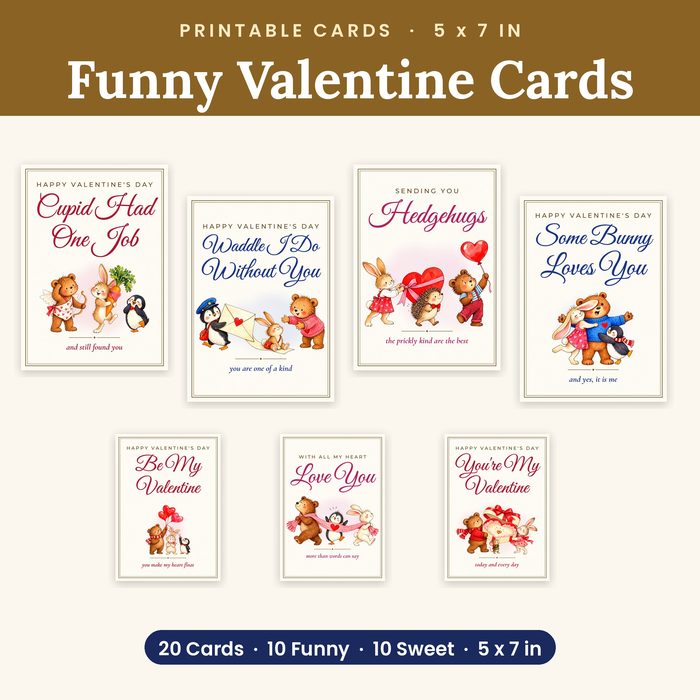 PRINTABLE CARDS · 5 x 7 IN
Funny Valentine Cards
HAPPY VALENTINE'S DAY
Cupid Had
One Job
and still found you
HAPPY VALENTINE'S DAY
Waddle I Do
Without You
you are one of a kind
SENDING YOU
Hedgehugs
the prickly kind are the best
HAPPY VALENTINE'S DAY
Some Bunny
Loves You
and yes, it is me
HAPPY VALENTINE'S DAY
Be My
Valentine
you make my heart float
WITH ALL MY HEART
Love You
more than words can say
HAPPY VALENTINE'S DAY
You're My
Valentine
today and every day
20 Cards · 10 Funny · 10 Sweet · 5 x 7 in